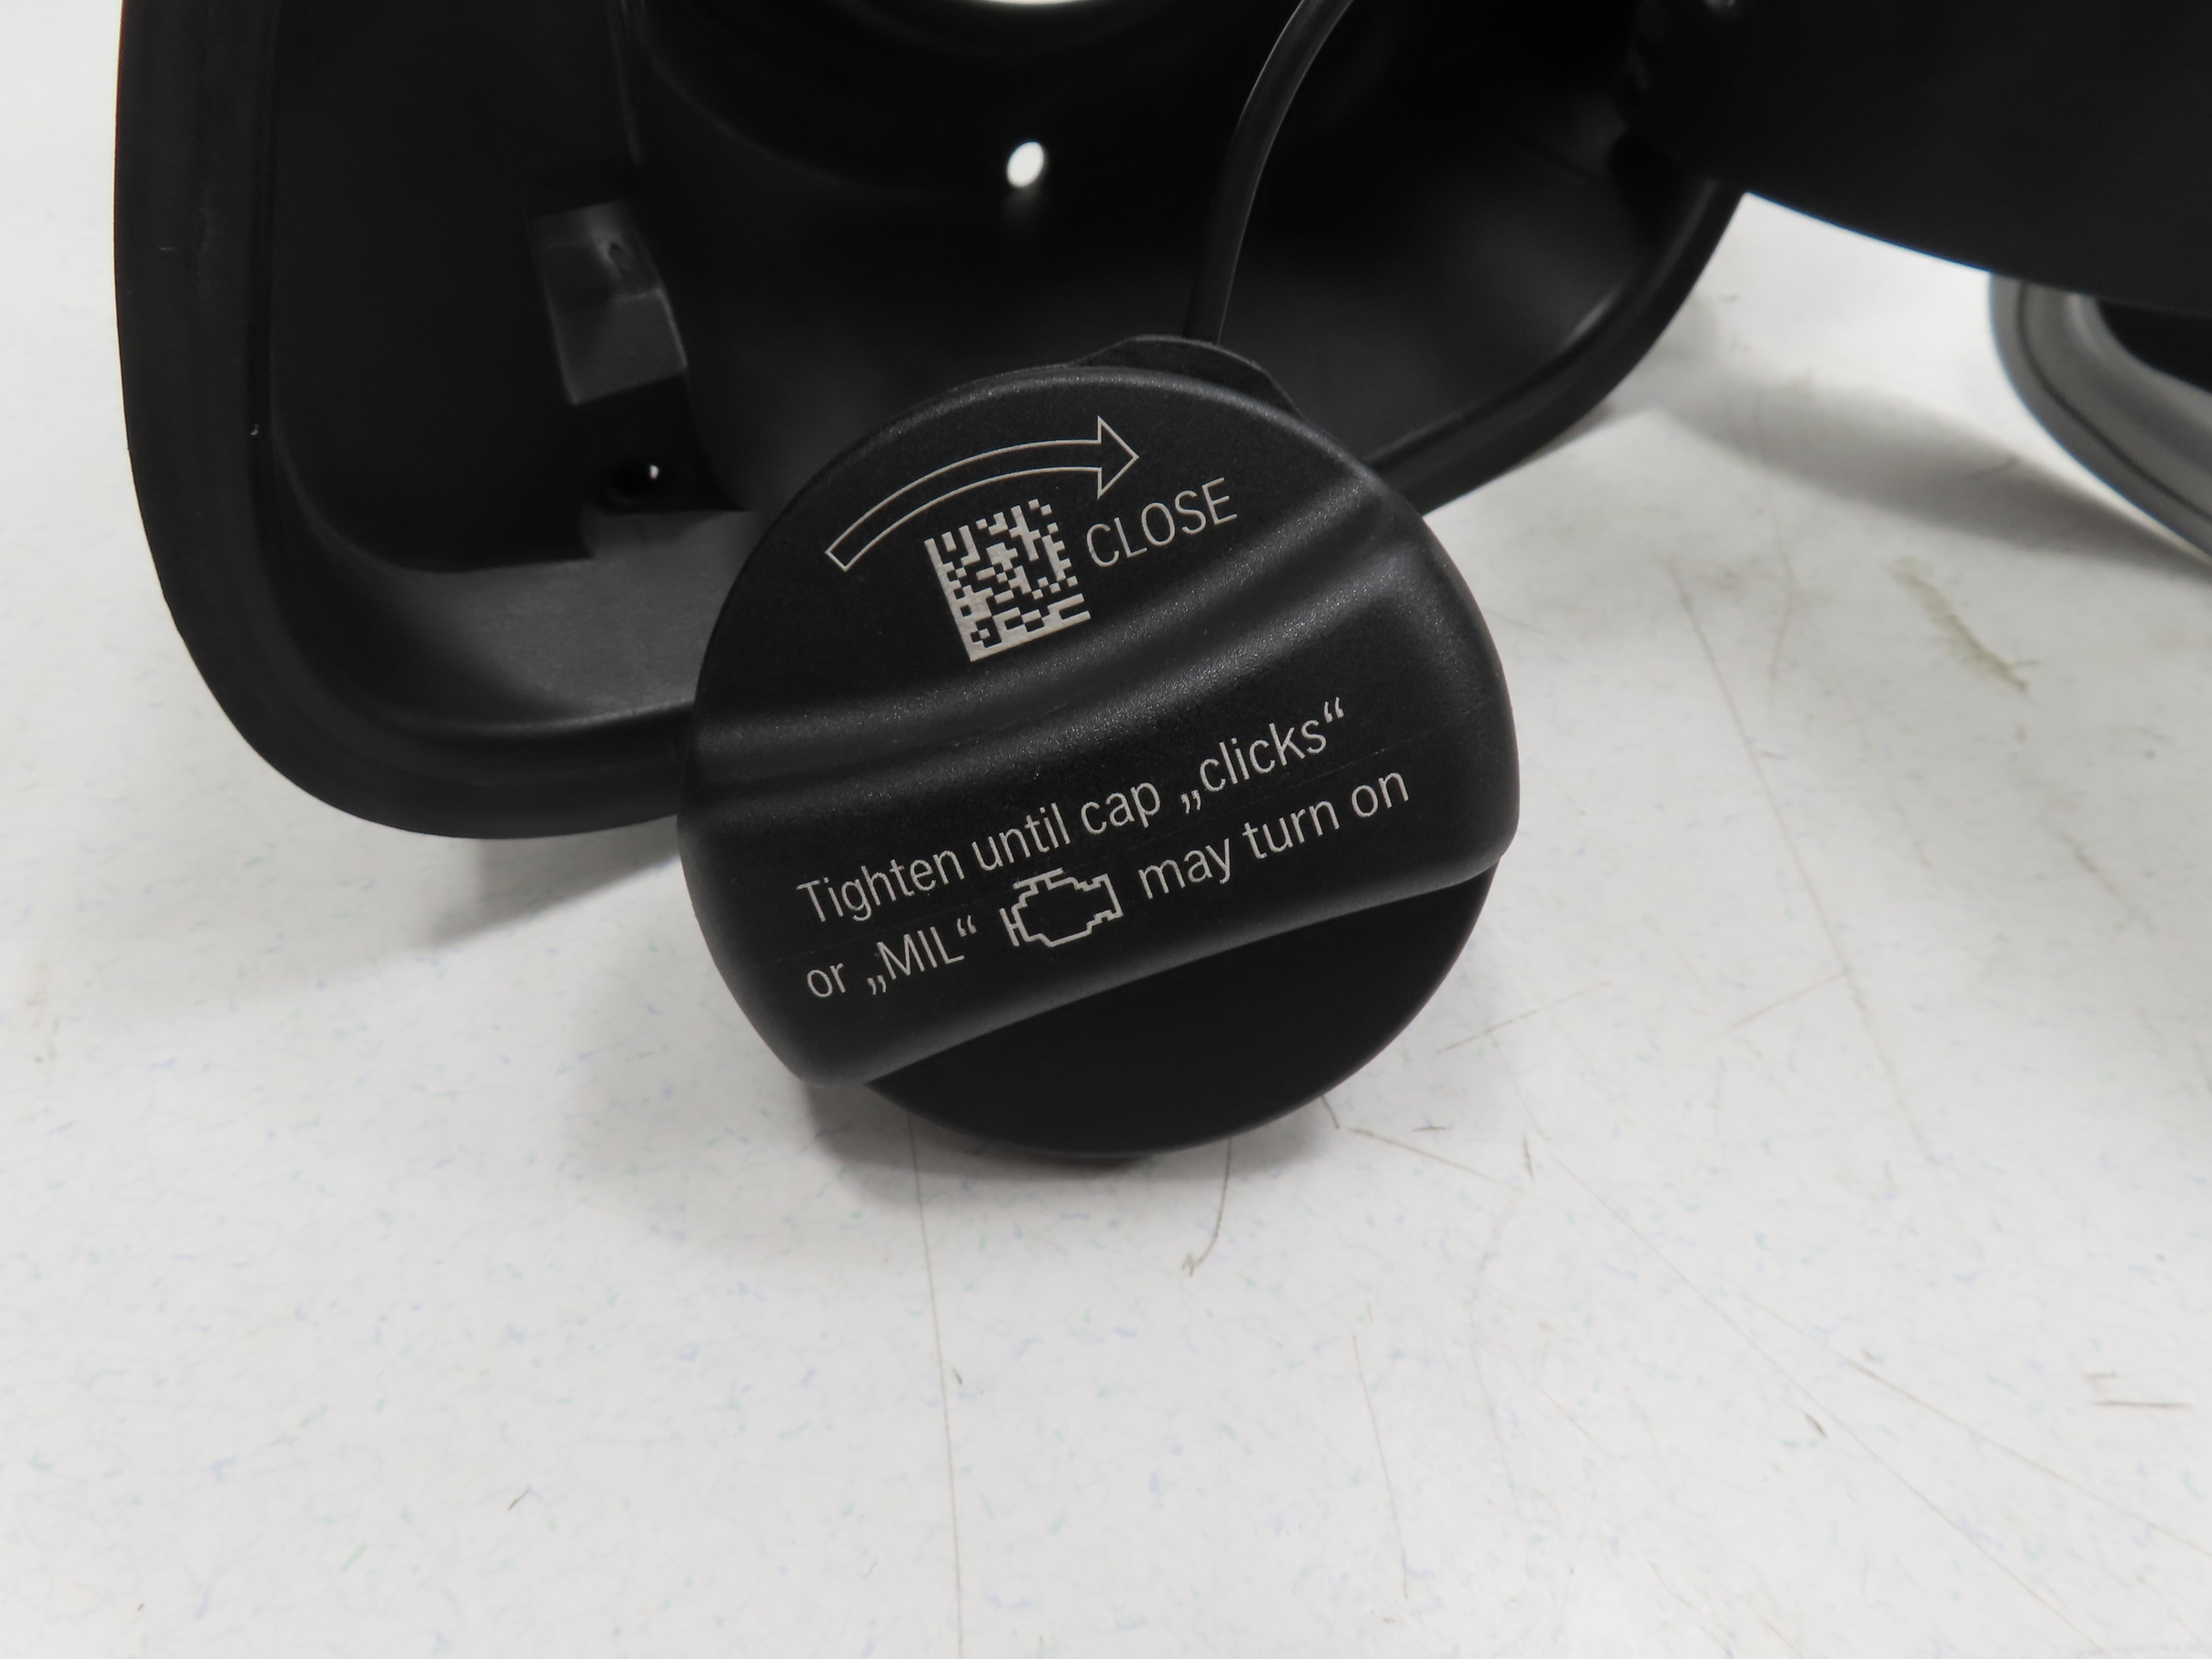 CLOSE
Tighten until cap „clicks“
or „MIL“ may turn on